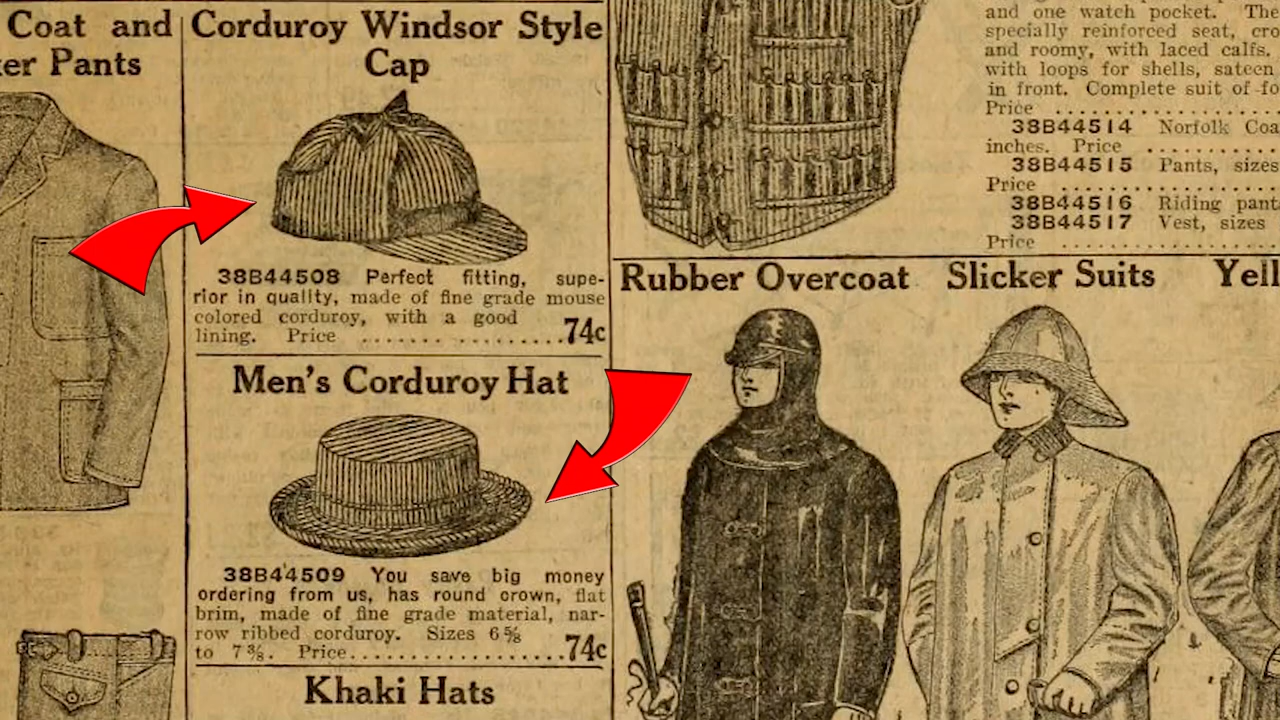 Coat and
er Pants
Corduroy Windsor Style
Cap
38B44508 Perfect fitting, supe-
rior in quality, made of fine grade mouse
colored corduroy, with a good
lining. Price ..................74c
Men's Corduroy Hat
38B44509 You save big money
ordering from us, has round crown, flat
brim, made of fine grade material, nar-
row ribbed corduroy. Sizes 6⅝
to 7⅜. Price..................74c
Khaki Hats
and one watch pocket. The
specially reinforced seat, cro
and roomy, with laced calfs.
with loops for shells, sateen
in front. Complete suit of fo
Price ..................
38B44514 Norfolk Coa
inches. Price ............
38B44515 Pants, sizes
Price ..................
38B44516 Riding pant
38B44517 Vest, sizes
Price ..................
Rubber Overcoat
Slicker Suits
Yell